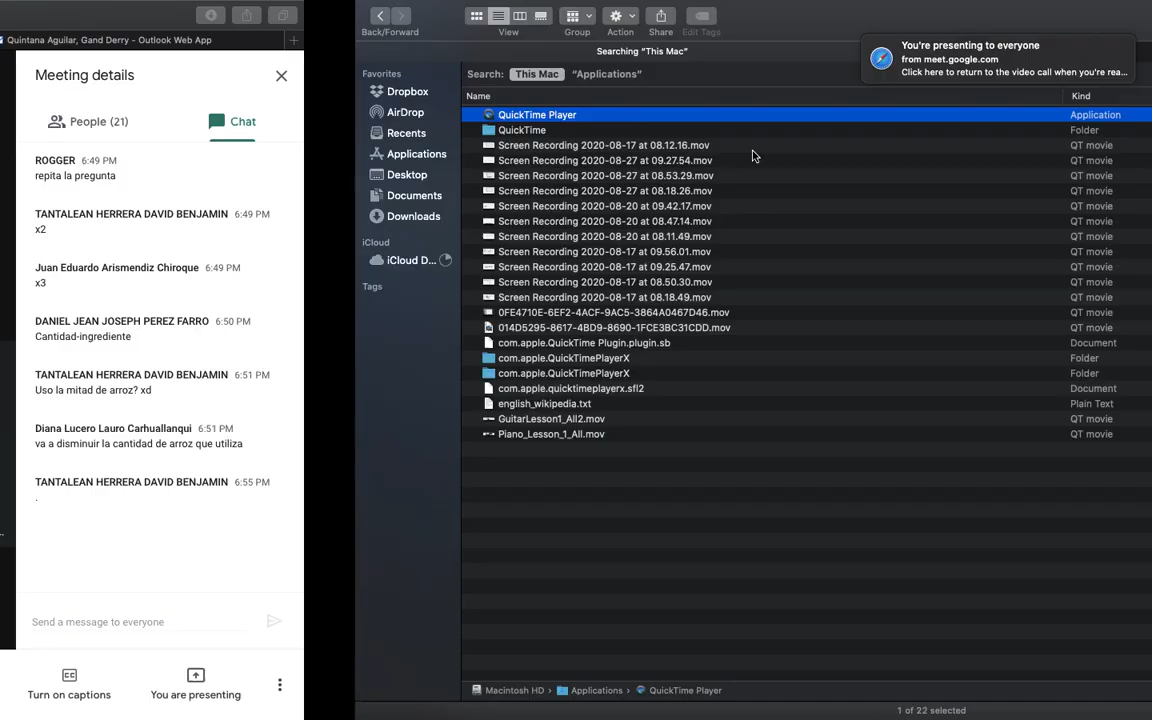 Quintana Aguilar, Gand Derry - Outlook Web App
Meeting details
People (21)
Chat
ROGGER 6:49 PM
repita la pregunta
TANTALEAN HERRERA DAVID BENJAMIN 6:49 PM
x2
Juan Eduardo Arismendiz Chiroque 6:49 PM
x3
DANIEL JEAN JOSEPH PEREZ FARRO 6:50 PM
Cantidad-ingrediente
TANTALEAN HERRERA DAVID BENJAMIN 6:51 PM
Uso la mitad de arroz? xd
Diana Lucero Lauro Carhuallanqui 6:51 PM
va a disminuir la cantidad de arroz que utiliza
TANTALEAN HERRERA DAVID BENJAMIN 6:55 PM
.
Send a message to everyone
Turn on captions
You are presenting
Back/Forward
View
Group
Action
Share
Edit Tags
Searching “This Mac”
You're presenting to everyone
from meet.google.com
Click here to return to the video call when you're rea...
Search: This Mac “Applications”
Name Kind
Favorites
Dropbox
AirDrop
Recents
Applications
Desktop
Documents
Downloads
iCloud
iCloud D...
Tags
QuickTime Player Application
QuickTime Folder
Screen Recording 2020-08-17 at 08.12.16.mov QT movie
Screen Recording 2020-08-27 at 09.27.54.mov QT movie
Screen Recording 2020-08-27 at 08.53.29.mov QT movie
Screen Recording 2020-08-27 at 08.18.26.mov QT movie
Screen Recording 2020-08-20 at 09.42.17.mov QT movie
Screen Recording 2020-08-20 at 08.47.14.mov QT movie
Screen Recording 2020-08-20 at 08.11.49.mov QT movie
Screen Recording 2020-08-17 at 09.56.01.mov QT movie
Screen Recording 2020-08-17 at 09.25.47.mov QT movie
Screen Recording 2020-08-17 at 08.50.30.mov QT movie
Screen Recording 2020-08-17 at 08.18.49.mov QT movie
0FE4710E-6EF2-4ACF-9AC5-3864A0467D46.mov QT movie
014D5295-8617-4BD9-8690-1FCE3BC31CDD.mov QT movie
com.apple.QuickTime Plugin.plugin.sb Document
com.apple.QuickTimePlayerX Folder
com.apple.QuickTimePlayerX Folder
com.apple.quicktimeplayerx.sfl2 Document
english_wikipedia.txt Plain Text
GuitarLesson1_All2.mov QT movie
Piano_Lesson_1_All.mov QT movie
Macintosh HD › Applications › QuickTime Player
1 of 22 selected